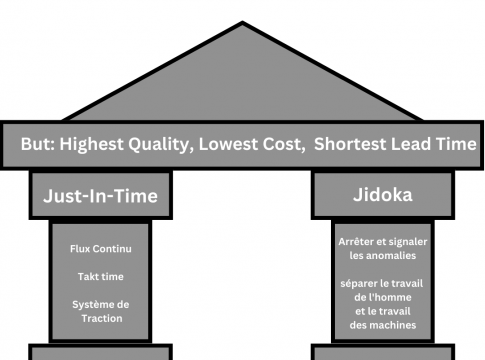 But: Highest Quality, Lowest Cost, Shortest Lead Time
Just-In-Time
Flux Continu
Takt time
Système de
Traction
Jidoka
Arrêter et signaler
les anomalies
séparer le travail
de l'homme
et le travail
des machines